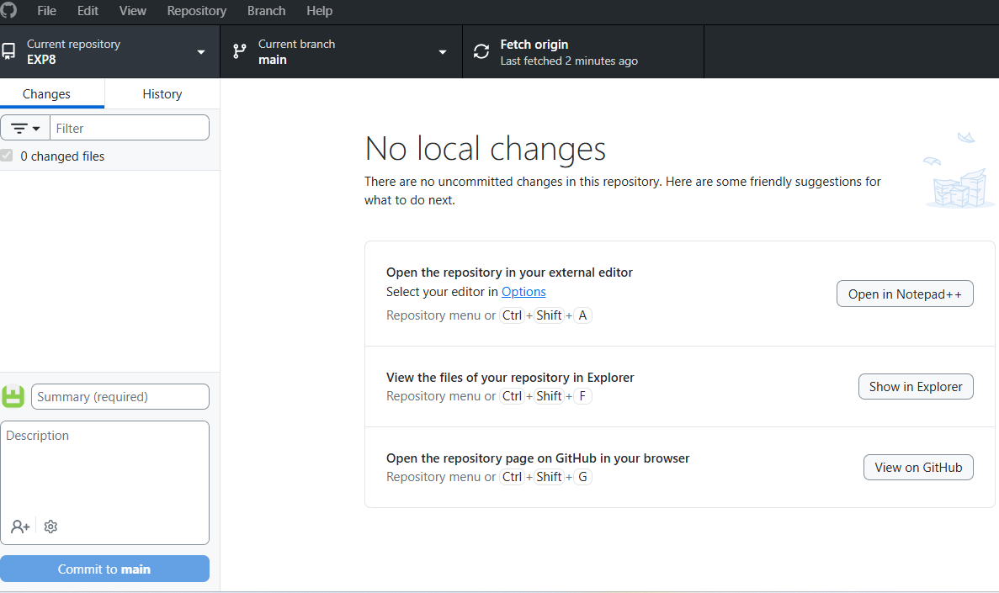 File Edit View Repository Branch Help
Current repository
EXP8
Current branch
main
Fetch origin
Last fetched 2 minutes ago
Changes
History
Filter
0 changed files
No local changes
There are no uncommitted changes in this repository. Here are some friendly suggestions for
what to do next.
Open the repository in your external editor
Select your editor in Options
Repository menu or Ctrl + Shift + A
Open in Notepad++
View the files of your repository in Explorer
Repository menu or Ctrl + Shift + F
Show in Explorer
Open the repository page on GitHub in your browser
Repository menu or Ctrl + Shift + G
View on GitHub
Summary (required)
Description
Commit to main